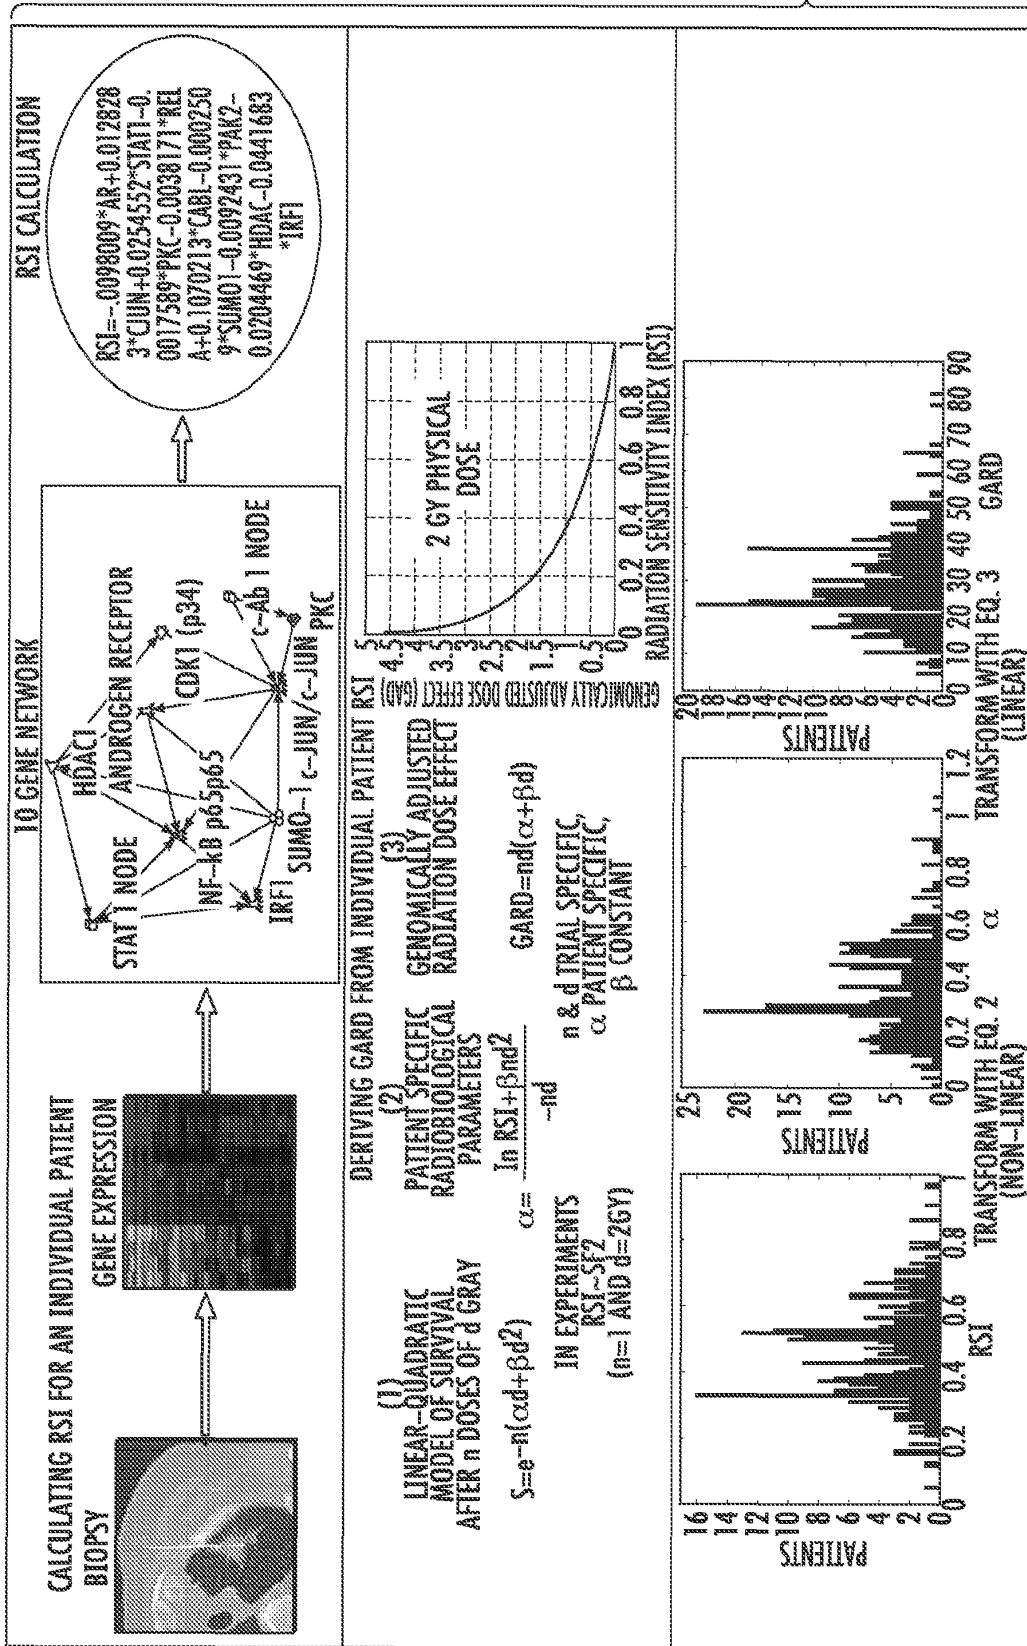 CALCULATING RSI FOR AN INDIVIDUAL PATIENT
BIOPSY
GENE EXPRESSION
10 GENE NETWORK
HDAC1
STAT 1 NODE
ANDROGEN RECEPTOR
NF-kB p65p65
CDK1 (p34)
c-Ab 1 NODE
IRF1
SUMO-1
c-JUN/c-JUN
PKC
RSI CALCULATION
RSI=-.0098009*AR+0.012828
3*CJUN+0.0254552*STAT1-0.
0017589*PKC-0.0038171*REL
A+0.1070213*CABL-0.000250
9*SUMO1-0.0092431*PAK2-
0.0204469*HDAC-0.0441683
*IRF1
DERIVING GARD FROM INDIVIDUAL PATIENT RSI
(1)
LINEAR-QUADRATIC
MODEL OF SURVIVAL
AFTER n DOSES OF d GRAY
S=e^-n(αd+βd²)
(2)
PATIENT SPECIFIC
RADIOBIOLOGICAL
PARAMETERS
α= In RSI+βnd²
-nd
IN EXPERIMENTS
RSI~SF2
(n=1 AND d=2GY)
(3)
GENOMICALLY ADJUSTED
RADIATION DOSE EFFECT
GARD=nd(α+βd)
n & d TRIAL SPECIFIC,
α PATIENT SPECIFIC,
β CONSTANT
GENOMICALLY ADJUSTED DOSE EFFECT (GAD)
5
4.5
4
3.5
3
2.5
2
1.5
1
0.5
0
2 GY PHYSICAL
DOSE
0.2 0.4 0.6 0.8 1
RADIATION SENSITIVITY INDEX (RSI)
PATIENTS
16
14
12
10
8
6
4
2
0
0 0.2 0.4 0.6 0.8 1
RSI
TRANSFORM WITH EQ. 2
(NON-LINEAR)
PATIENTS
25
20
15
10
5
0
0 0.2 0.4 0.6 0.8 1 1.2
α
TRANSFORM WITH EQ. 3
(LINEAR)
PATIENTS
20
18
16
14
12
10
8
6
4
2
0
0 10 20 30 40 50 60 70 80 90
GARD